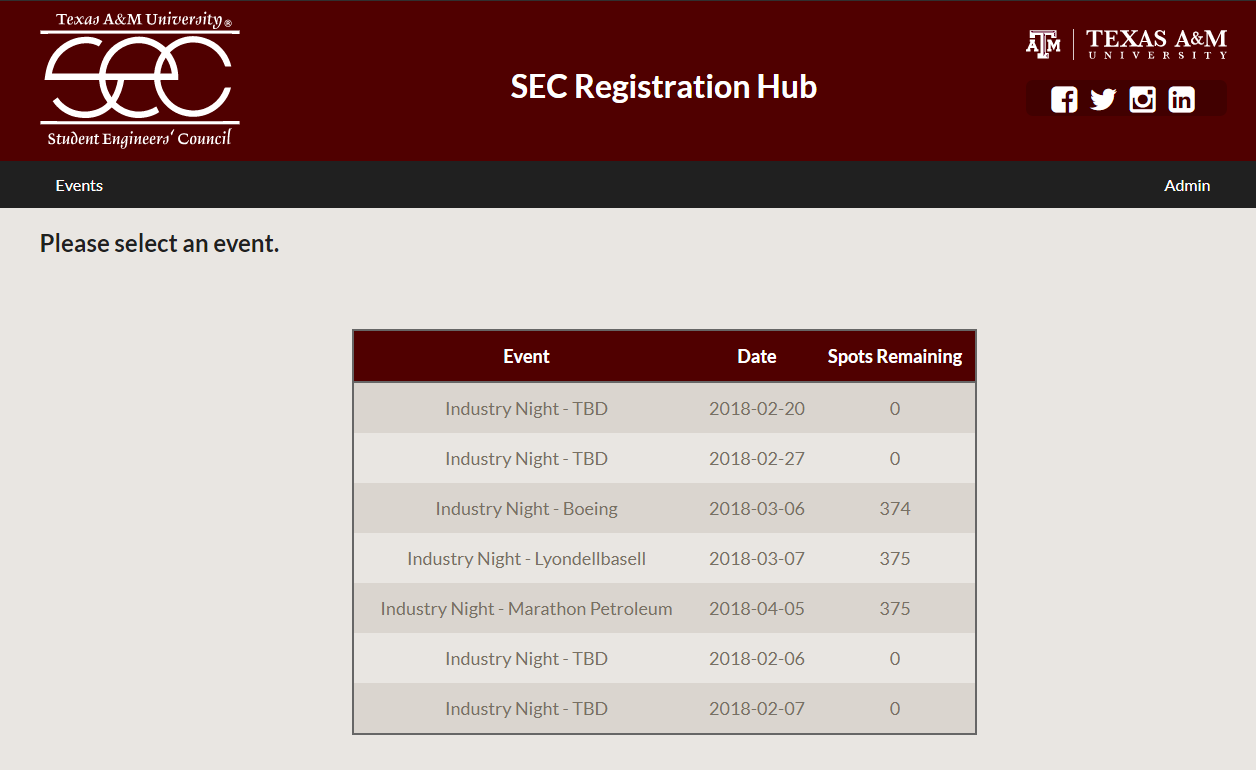 Texas A&M University®
SEC
Student Engineers' Council
SEC Registration Hub
ATM | TEXAS A&M
UNIVERSITY
Events
Admin
Please select an event.
Event Date Spots Remaining
Industry Night - TBD 2018-02-20 0
Industry Night - TBD 2018-02-27 0
Industry Night - Boeing 2018-03-06 374
Industry Night - Lyondellbasell 2018-03-07 375
Industry Night - Marathon Petroleum 2018-04-05 375
Industry Night - TBD 2018-02-06 0
Industry Night - TBD 2018-02-07 0